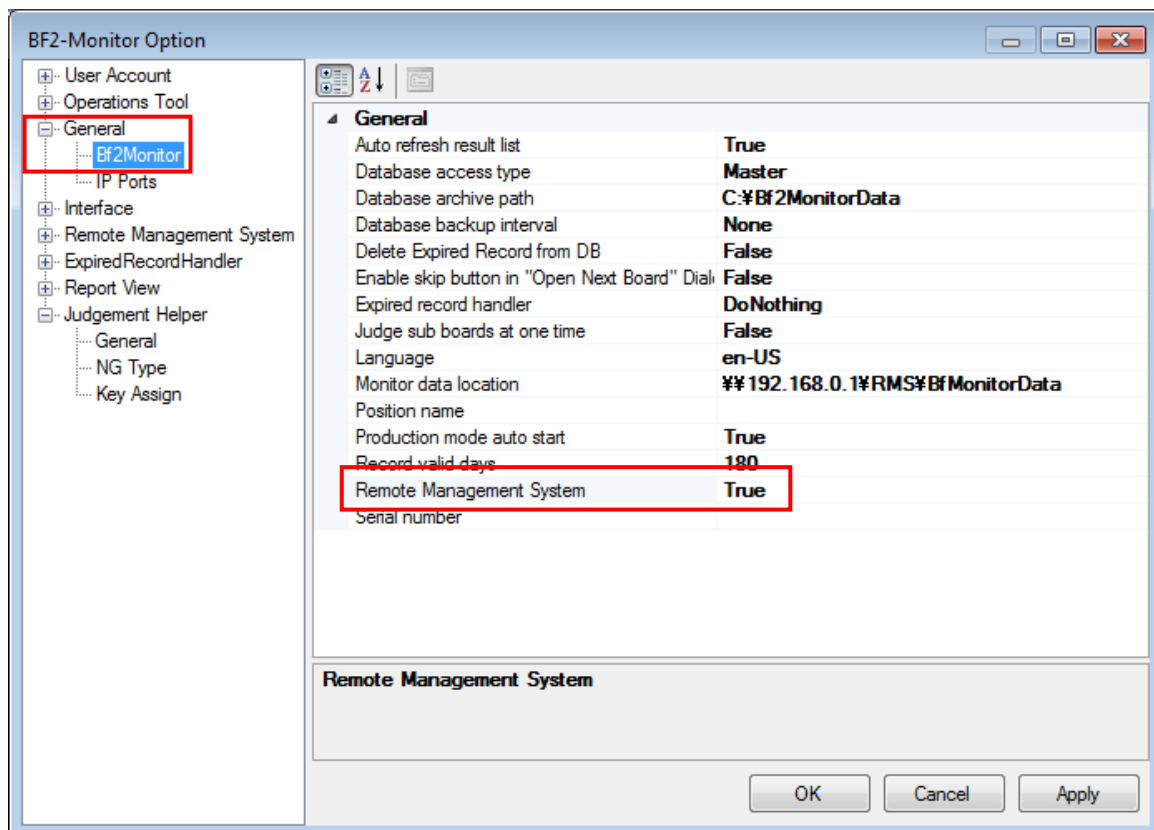 BF2-Monitor Option
User Account
Operations Tool
General
Bf2Monitor
IP Ports
Interface
Remote Management System
ExpiredRecordHandler
Report View
Judgement Helper
General
NG Type
Key Assign
General
Auto refresh result list True
Database access type Master
Database archive path C:¥Bf2MonitorData
Database backup interval None
Delete Expired Record from DB False
Enable skip button in "Open Next Board" Dial False
Expired record handler DoNothing
Judge sub boards at one time False
Language en-US
Monitor data location ¥¥192.168.0.1¥RMS¥BfMonitorData
Position name
Production mode auto start True
Record valid days 180
Remote Management System True
Serial number
Remote Management System
OK Cancel Apply